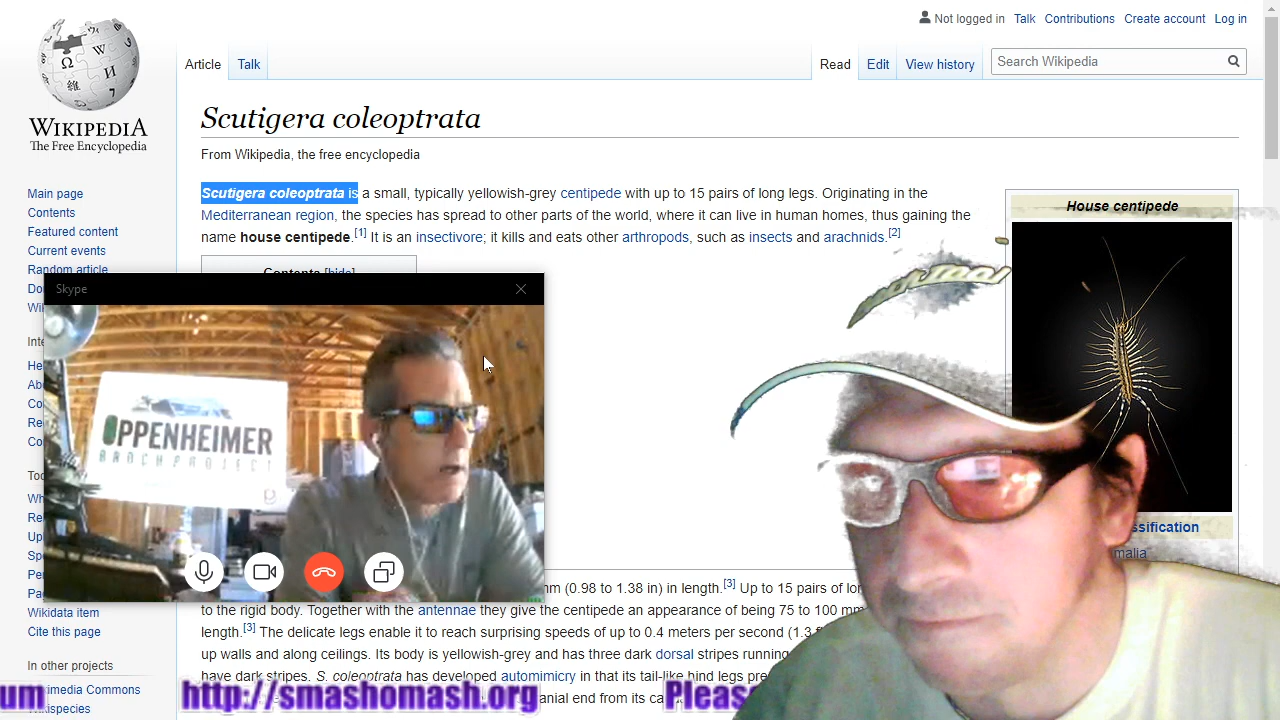 Not logged in Talk Contributions Create account Log in
Article Talk
Read Edit View history
Search Wikipedia
WIKIPEDIA
The Free Encyclopedia
Scutigera coleoptrata
From Wikipedia, the free encyclopedia
Main page
Contents
Featured content
Current events
Random article
Scutigera coleoptrata is a small, typically yellowish-grey centipede with up to 15 pairs of long legs. Originating in the
Mediterranean region, the species has spread to other parts of the world, where it can live in human homes, thus gaining the
name house centipede.[1] It is an insectivore; it kills and eats other arthropods, such as insects and arachnids.[2]
Contents [hide]
House centipede
Skype
OPPENHEIMER
RANCH PROJECT
mm (0.98 to 1.38 in) in length.[3] Up to 15 pairs of
to the rigid body. Together with the antennae they give the centipede an appearance of being 75 to 100 mm
length.[3] The delicate legs enable it to reach surprising speeds of up to 0.4 meters per second (1.3
up walls and along ceilings. Its body is yellowish-grey and has three dark dorsal stripes running
have dark stripes. S. coleoptrata has developed automimicry in that its tail-like hind legs
end from its
Wikidata item
Cite this page
In other projects
Wikispecies
http://smashomash.org